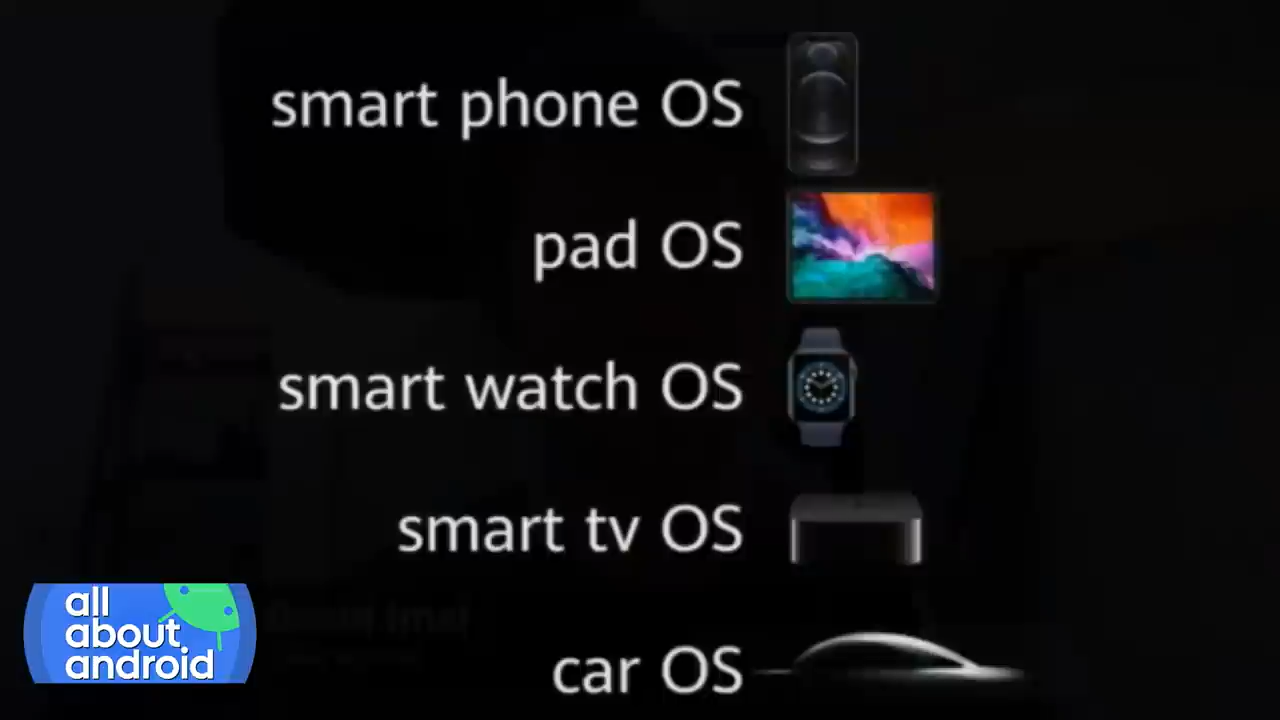 smart phone OS
pad OS
smart watch OS
smart tv OS
car OS
all
about
android